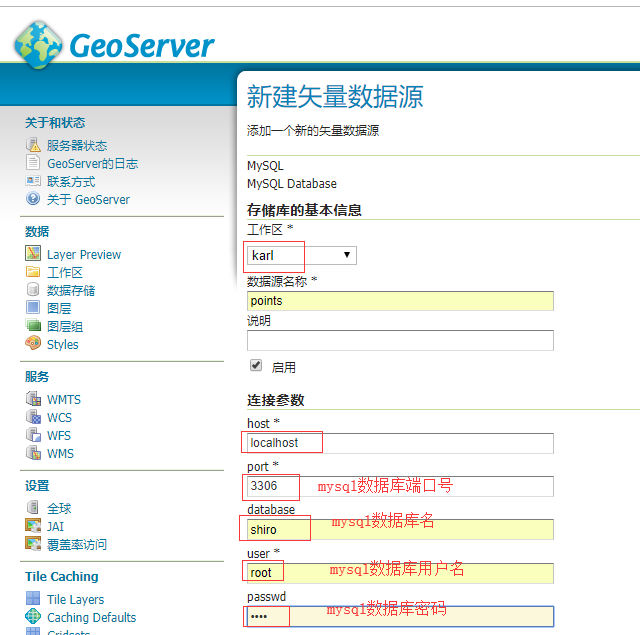 GeoServer
关于和状态
服务器状态
GeoServer的日志
联系方式
关于 GeoServer
数据
Layer Preview
工作区
数据存储
图层
图层组
Styles
服务
WMTS
WCS
WFS
WMS
设置
全球
JAI
覆盖率访问
Tile Caching
Tile Layers
Caching Defaults
Gridsets
新建矢量数据源
添加一个新的矢量数据源
MySQL
MySQL Database
存储库的基本信息
工作区 *
karl
数据源名称 *
points
说明
启用
连接参数
host *
localhost
port *
3306 mysql数据库端口号
database
shiro mysql数据库名
user *
root mysql数据库用户名
passwd
•••• mysql数据库密码